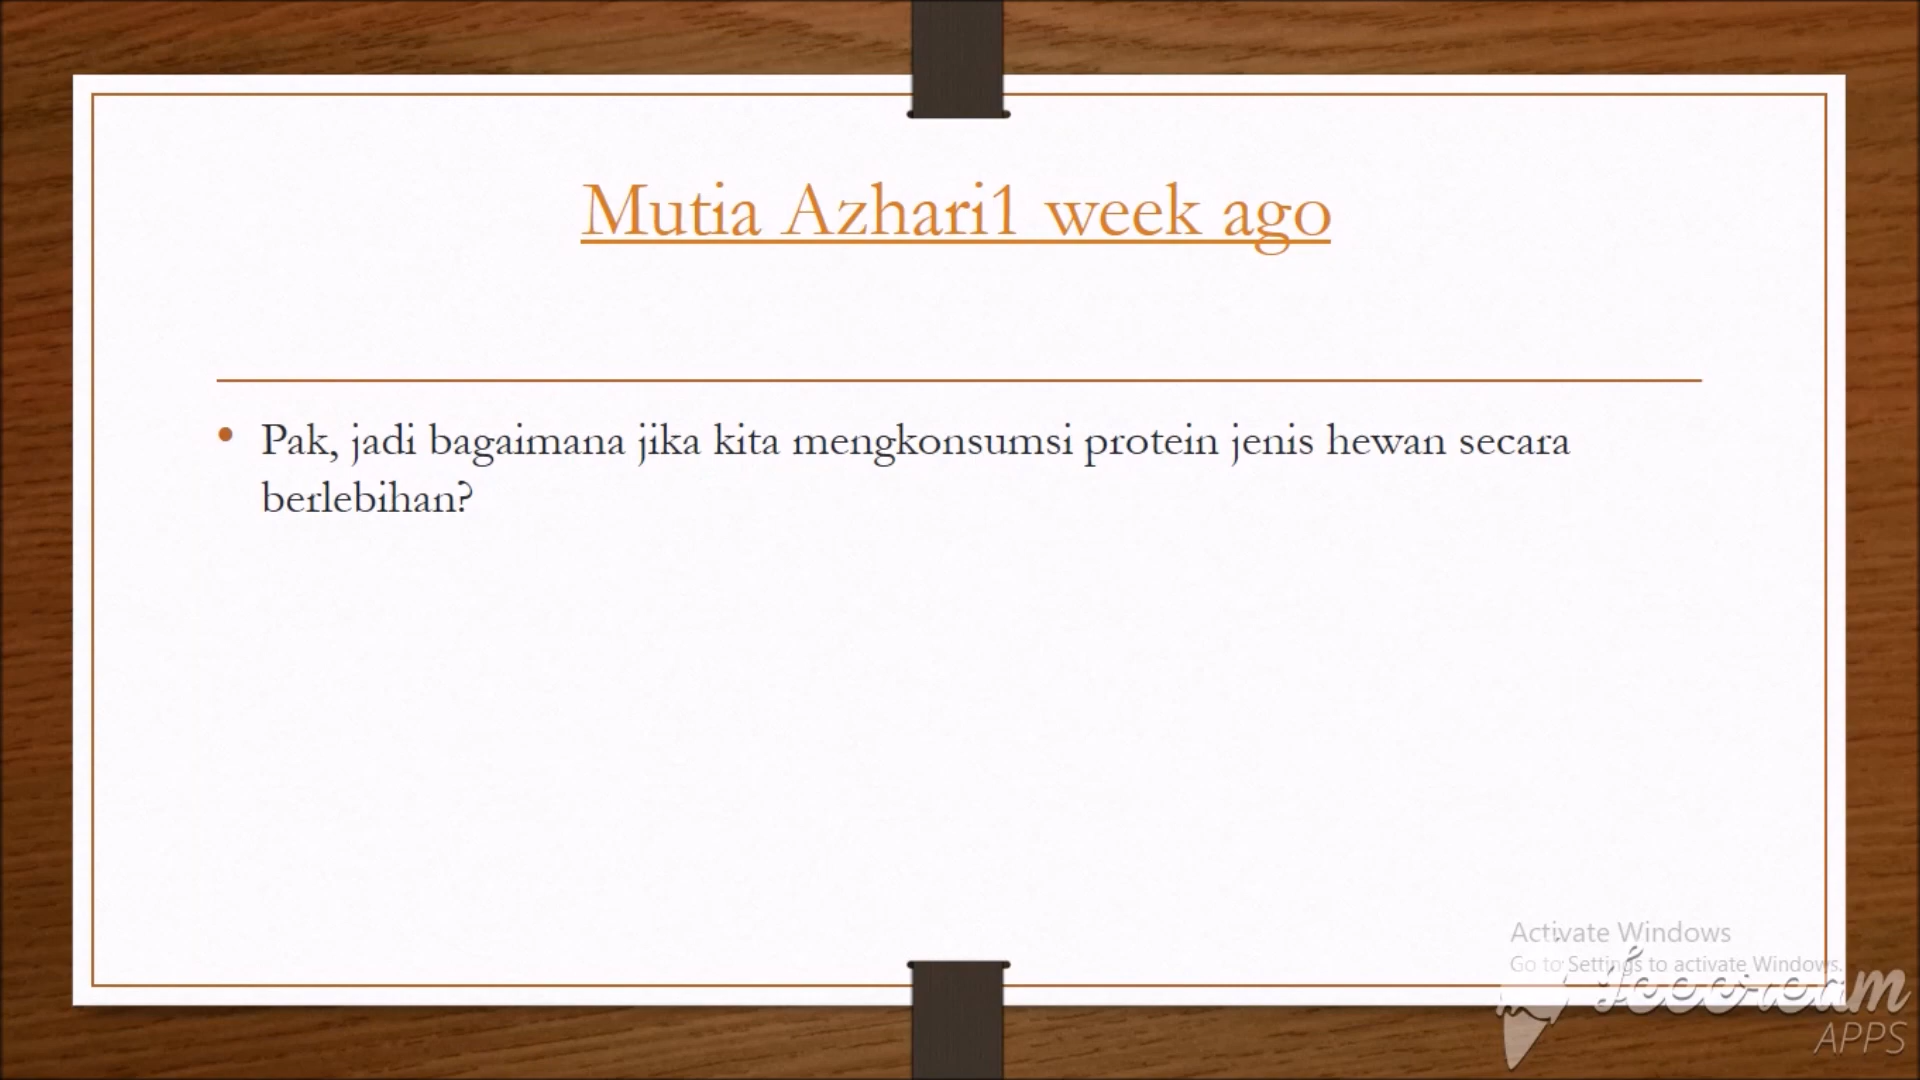 Mutia Azhari1 week ago
• Pak, jadi bagaimana jika kita mengkonsumsi protein jenis hewan secara
berlebihan?
Activate Windows
Go to Settings to activate Windows.
Icecream
APPS